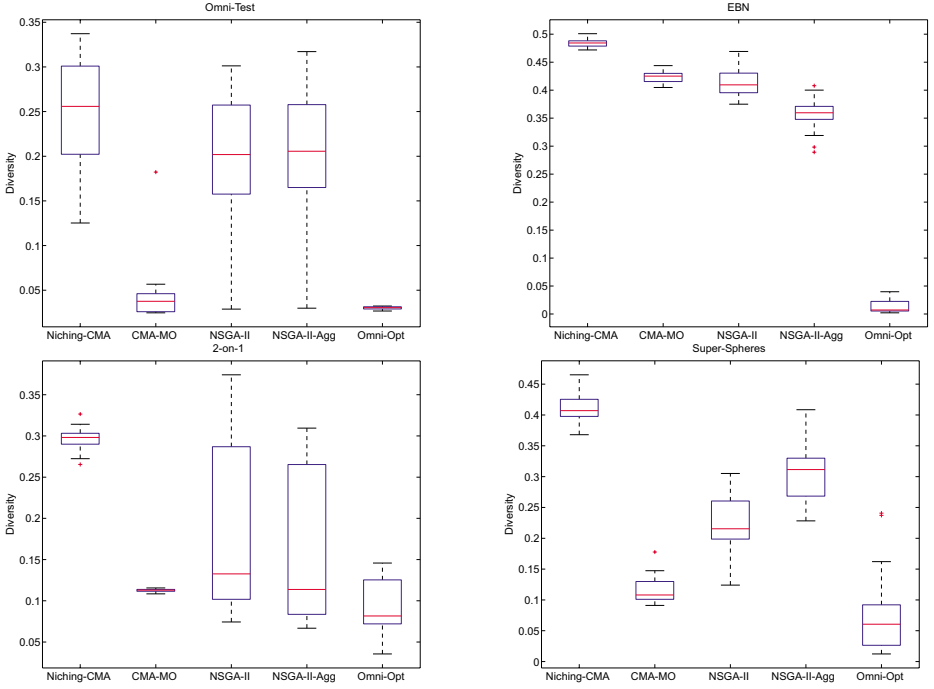 Omni-Test
0.35
0.3
0.25
0.2
0.15
0.1
0.05
Diversity
Niching-CMA CMA-MO NSGA-II NSGA-II-Agg Omni-Opt
EBN
0.5
0.45
0.4
0.35
0.3
0.25
0.2
0.15
0.1
0.05
0
Diversity
Niching-CMA CMA-MO NSGA-II NSGA-II-Agg Omni-Opt
2-on-1
0.35
0.3
0.25
0.2
0.15
0.1
0.05
Diversity
Niching-CMA CMA-MO NSGA-II NSGA-II-Agg Omni-Opt
Super-Spheres
0.45
0.4
0.35
0.3
0.25
0.2
0.15
0.1
0.05
0
Diversity
Niching-CMA CMA-MO NSGA-II NSGA-II-Agg Omni-Opt